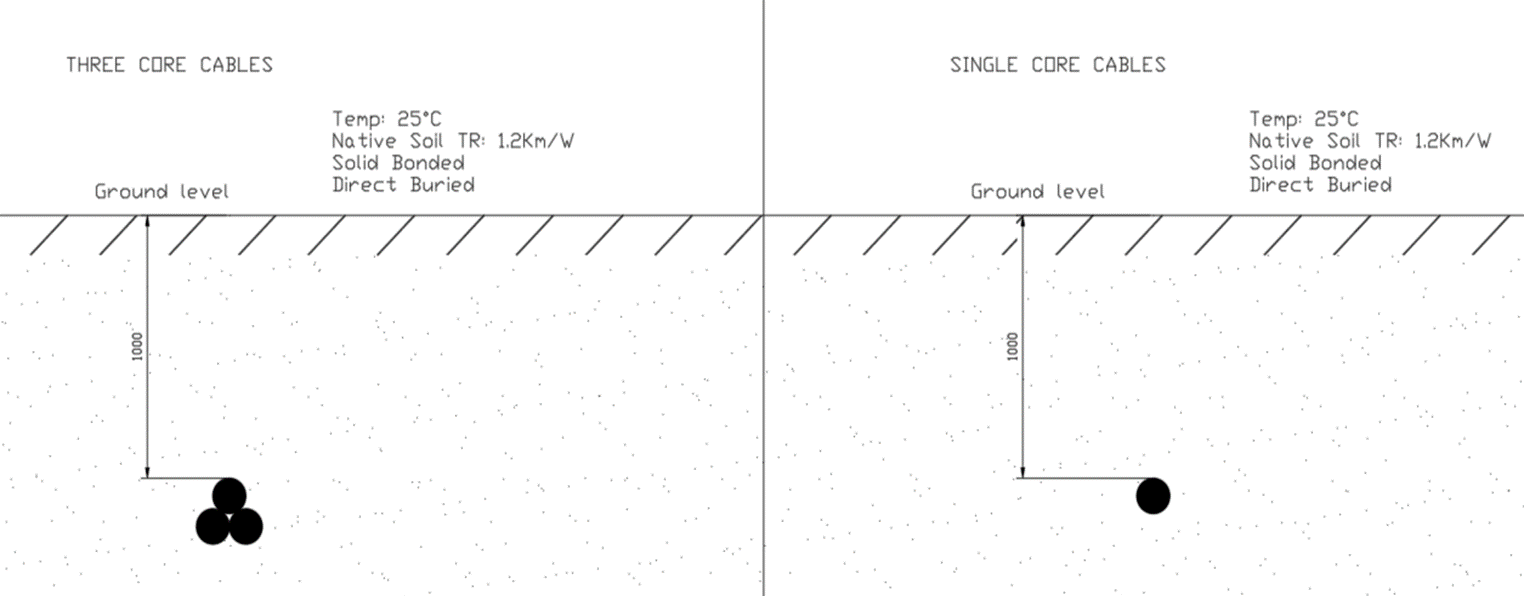 THREE CORE CABLES
Temp: 25°C
Native Soil TR: 1.2Km/W
Solid Bonded
Direct Buried
Ground level
1000
SINGLE CORE CABLES
Temp: 25°C
Native Soil TR: 1.2Km/W
Solid Bonded
Direct Buried
Ground level
1000